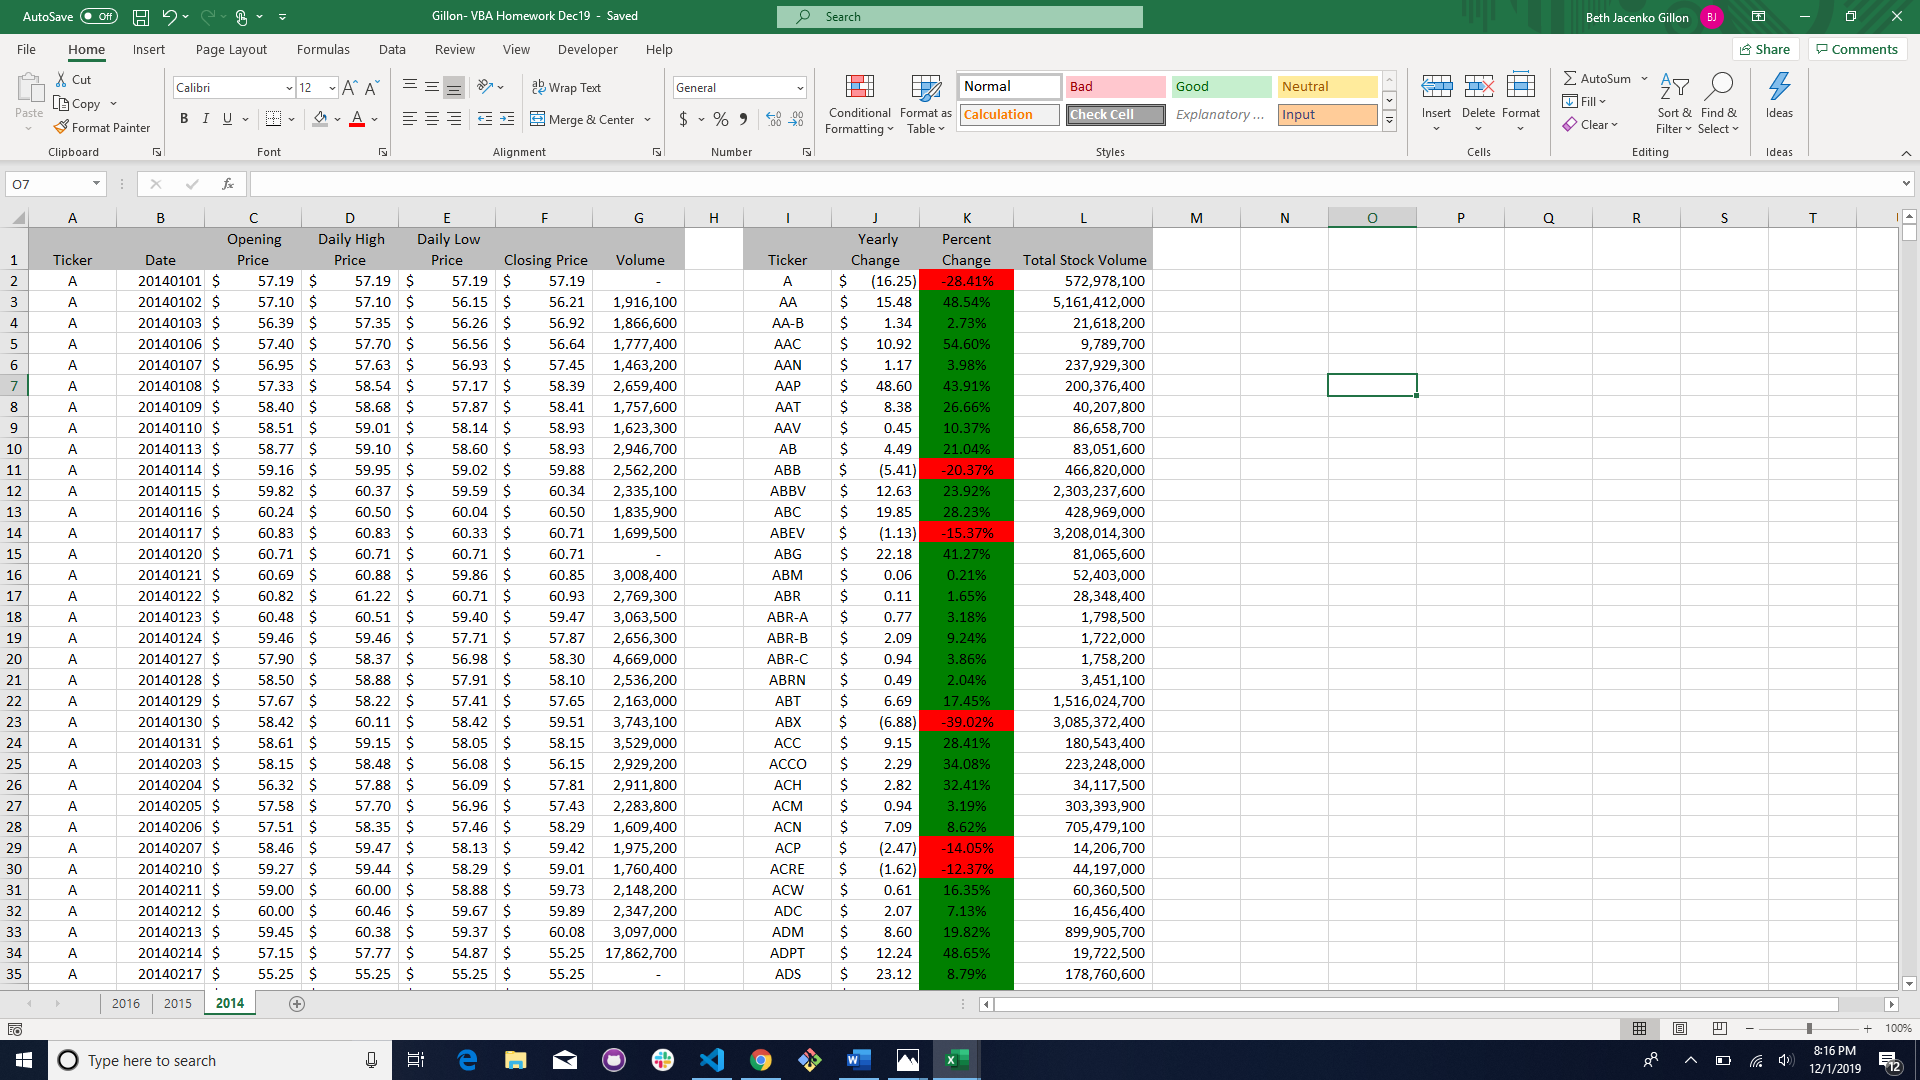 AutoSave Off Gillon- VBA Homework Dec19 - Saved Search Beth Jacenko Gillon BJ
File Home Insert Page Layout Formulas Data Review View Developer Help Share Comments
Paste Cut Copy Format Painter Clipboard
Calibri 12 B I U A Font
Wrap Text Merge & Center Alignment
General $ % Number
Conditional Formatting Format as Table Normal Bad Good Neutral Calculation Check Cell Explanatory ... Input Styles
Insert Delete Format Cells
AutoSum Fill Clear Sort & Filter Find & Select Editing
Ideas Ideas
O7 fx
A B C D E F G H I J K L M N O P Q R S T
1 Ticker Date Opening Price Daily High Price Daily Low Price Closing Price Volume Ticker Yearly Change Percent Change Total Stock Volume
2 A 20140101 $ 57.19 $ 57.19 $ 57.19 $ 57.19 - A $ (16.25) -28.41% 572,978,100
3 A 20140102 $ 57.10 $ 57.10 $ 56.15 $ 56.21 1,916,100 AA $ 15.48 48.54% 5,161,412,000
4 A 20140103 $ 56.39 $ 57.35 $ 56.26 $ 56.92 1,866,600 AA-B $ 1.34 2.73% 21,618,200
5 A 20140106 $ 57.40 $ 57.70 $ 56.56 $ 56.64 1,777,400 AAC $ 10.92 54.60% 9,789,700
6 A 20140107 $ 56.95 $ 57.63 $ 56.93 $ 57.45 1,463,200 AAN $ 1.17 3.98% 237,929,300
7 A 20140108 $ 57.33 $ 58.54 $ 57.17 $ 58.39 2,659,400 AAP $ 48.60 43.91% 200,376,400
8 A 20140109 $ 58.40 $ 58.68 $ 57.87 $ 58.41 1,757,600 AAT $ 8.38 26.66% 40,207,800
9 A 20140110 $ 58.51 $ 59.01 $ 58.14 $ 58.93 1,623,300 AAV $ 0.45 10.37% 86,658,700
10 A 20140113 $ 58.77 $ 59.10 $ 58.60 $ 58.93 2,946,700 AB $ 4.49 21.04% 83,051,600
11 A 20140114 $ 59.16 $ 59.95 $ 59.02 $ 59.88 2,562,200 ABB $ (5.41) -20.37% 466,820,000
12 A 20140115 $ 59.82 $ 60.37 $ 59.59 $ 60.34 2,335,100 ABBV $ 12.63 23.92% 2,303,237,600
13 A 20140116 $ 60.24 $ 60.50 $ 60.04 $ 60.50 1,835,900 ABC $ 19.85 28.23% 428,969,000
14 A 20140117 $ 60.83 $ 60.83 $ 60.33 $ 60.71 1,699,500 ABEV $ (1.13) -15.37% 3,208,014,300
15 A 20140120 $ 60.71 $ 60.71 $ 60.71 $ 60.71 - ABG $ 22.18 41.27% 81,065,600
16 A 20140121 $ 60.69 $ 60.88 $ 59.86 $ 60.85 3,008,400 ABM $ 0.06 0.21% 52,403,000
17 A 20140122 $ 60.82 $ 61.22 $ 60.71 $ 60.93 2,769,300 ABR $ 0.11 1.65% 28,348,400
18 A 20140123 $ 60.48 $ 60.51 $ 59.40 $ 59.47 3,063,500 ABR-A $ 0.77 3.18% 1,798,500
19 A 20140124 $ 59.46 $ 59.46 $ 57.71 $ 57.87 2,656,300 ABR-B $ 2.09 9.24% 1,722,000
20 A 20140127 $ 57.90 $ 58.37 $ 56.98 $ 58.30 4,669,000 ABR-C $ 0.94 3.86% 1,758,200
21 A 20140128 $ 58.50 $ 58.88 $ 57.91 $ 58.10 2,536,200 ABRN $ 0.49 2.04% 3,451,100
22 A 20140129 $ 57.67 $ 58.22 $ 57.41 $ 57.65 2,163,000 ABT $ 6.69 17.45% 1,516,024,700
23 A 20140130 $ 58.42 $ 60.11 $ 58.42 $ 59.51 3,743,100 ABX $ (6.88) -39.02% 3,085,372,400
24 A 20140131 $ 58.61 $ 59.15 $ 58.05 $ 58.15 3,529,000 ACC $ 9.15 28.41% 180,543,400
25 A 20140203 $ 58.15 $ 58.48 $ 56.08 $ 56.15 2,929,200 ACCO $ 2.29 34.08% 223,248,000
26 A 20140204 $ 56.32 $ 57.88 $ 56.09 $ 57.81 2,911,800 ACH $ 2.82 32.41% 34,117,500
27 A 20140205 $ 57.58 $ 57.70 $ 56.96 $ 57.43 2,283,800 ACM $ 0.94 3.19% 303,393,900
28 A 20140206 $ 57.51 $ 58.35 $ 57.46 $ 58.29 1,609,400 ACN $ 7.09 8.62% 705,479,100
29 A 20140207 $ 58.46 $ 59.47 $ 58.13 $ 59.42 1,975,200 ACP $ (2.47) -14.05% 14,206,700
30 A 20140210 $ 59.27 $ 59.44 $ 58.29 $ 59.01 1,760,400 ACRE $ (1.62) -12.37% 44,197,000
31 A 20140211 $ 59.00 $ 60.00 $ 58.88 $ 59.73 2,148,200 ACW $ 0.61 16.35% 60,360,500
32 A 20140212 $ 60.00 $ 60.46 $ 59.67 $ 59.89 2,347,200 ADC $ 2.07 7.13% 16,456,400
33 A 20140213 $ 59.45 $ 60.38 $ 59.37 $ 60.08 3,097,000 ADM $ 8.60 19.82% 899,905,700
34 A 20140214 $ 57.15 $ 57.77 $ 54.87 $ 55.25 17,862,700 ADPT $ 12.24 48.65% 19,722,500
35 A 20140217 $ 55.25 $ 55.25 $ 55.25 $ 55.25 - ADS $ 23.12 8.79% 178,760,600
2016 2015 2014
100%
Type here to search
8:16 PM
12/1/2019
12